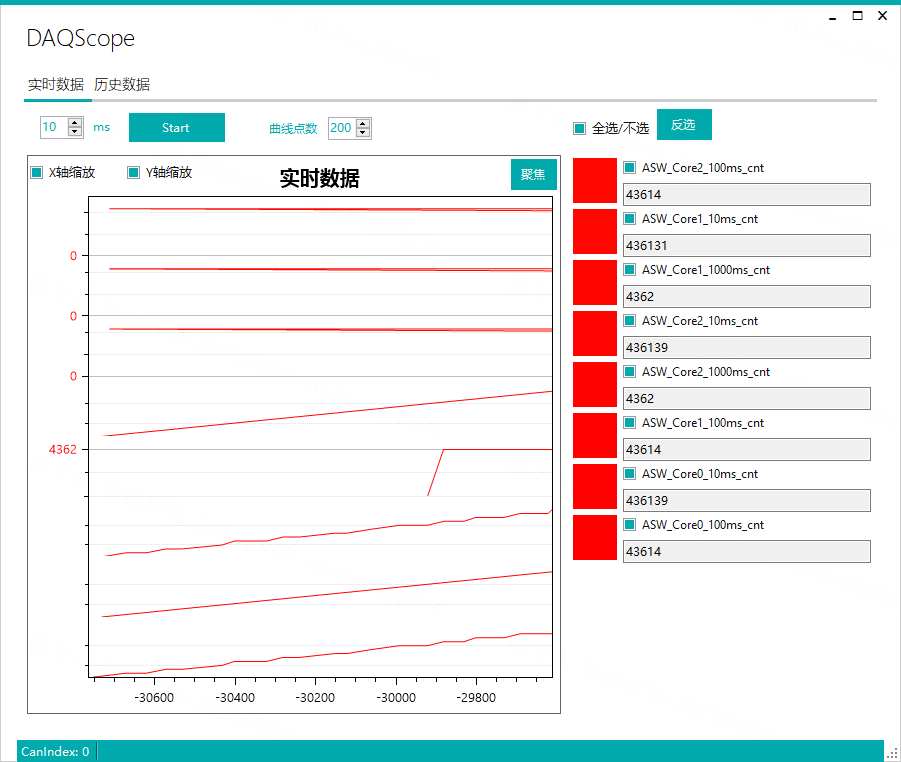 DAQScope
实时数据 历史数据
10 ms Start 曲线点数 200 全选/不选 反选
X轴缩放 Y轴缩放 实时数据 聚焦
0
0
0
4362
-30600 -30400 -30200 -30000 -29800
ASW_Core2_100ms_cnt
43614
ASW_Core1_10ms_cnt
436131
ASW_Core1_1000ms_cnt
4362
ASW_Core2_10ms_cnt
436139
ASW_Core2_1000ms_cnt
4362
ASW_Core1_100ms_cnt
43614
ASW_Core0_10ms_cnt
436139
ASW_Core0_100ms_cnt
43614
CanIndex: 0